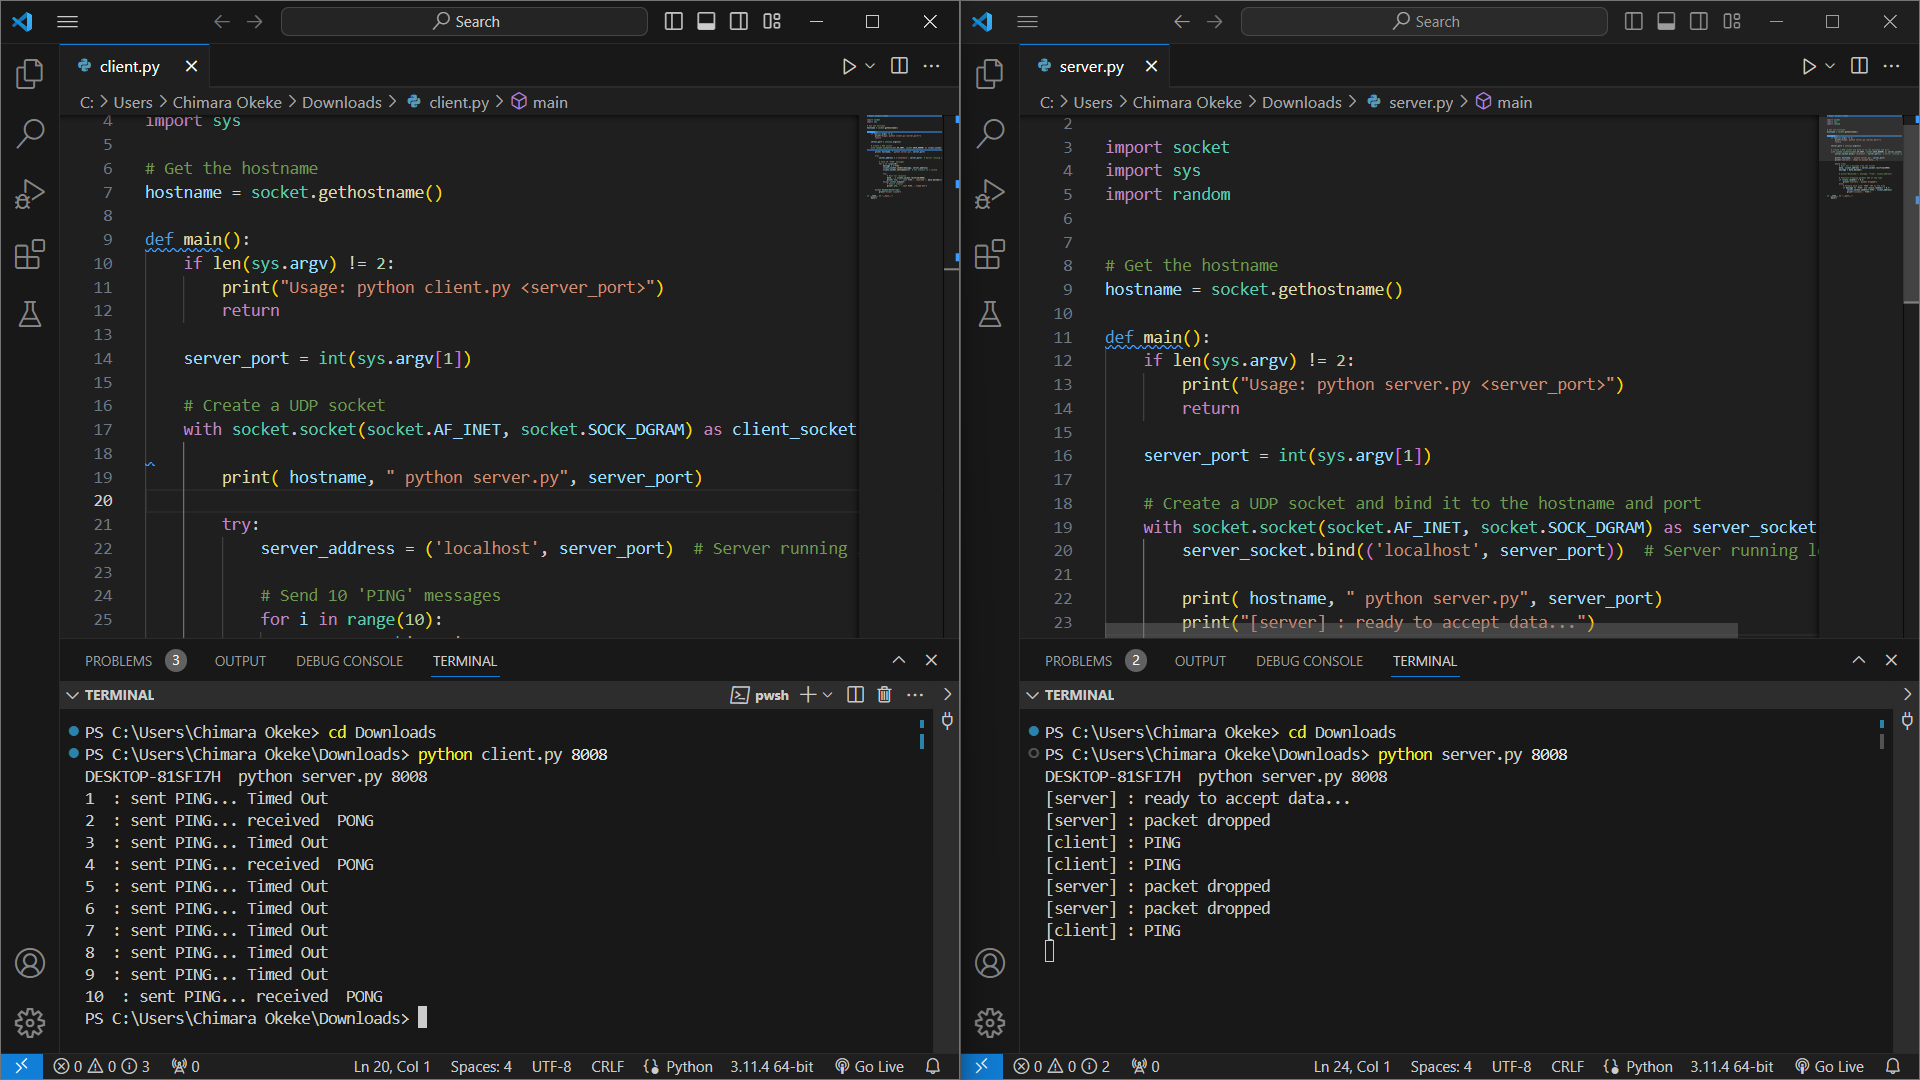 Search
client.py
C: > Users > Chimara Okeke > Downloads > client.py > main
4 import sys
5
6 # Get the hostname
7 hostname = socket.gethostname()
8
9 def main():
10 if len(sys.argv) != 2:
11 print("Usage: python client.py <server_port>")
12 return
13
14 server_port = int(sys.argv[1])
15
16 # Create a UDP socket
17 with socket.socket(socket.AF_INET, socket.SOCK_DGRAM) as client_socket
18
19 print( hostname, " python server.py", server_port)
20
21 try:
22 server_address = ('localhost', server_port)  # Server running
23
24 # Send 10 'PING' messages
25 for i in range(10):
PROBLEMS 3 OUTPUT DEBUG CONSOLE TERMINAL
TERMINAL pwsh
PS C:\Users\Chimara Okeke> cd Downloads
PS C:\Users\Chimara Okeke\Downloads> python client.py 8008
DESKTOP-81SFI7H  python server.py 8008
1  : sent PING... Timed Out
2  : sent PING... received  PONG
3  : sent PING... Timed Out
4  : sent PING... received  PONG
5  : sent PING... Timed Out
6  : sent PING... Timed Out
7  : sent PING... Timed Out
8  : sent PING... Timed Out
9  : sent PING... Timed Out
10  : sent PING... received  PONG
PS C:\Users\Chimara Okeke\Downloads>
0 0 3 0 Ln 20, Col 1 Spaces: 4 UTF-8 CRLF Python 3.11.4 64-bit Go Live
Search
server.py
C: > Users > Chimara Okeke > Downloads > server.py > main
2
3 import socket
4 import sys
5 import random
6
7
8 # Get the hostname
9 hostname = socket.gethostname()
10
11 def main():
12 if len(sys.argv) != 2:
13 print("Usage: python server.py <server_port>")
14 return
15
16 server_port = int(sys.argv[1])
17
18 # Create a UDP socket and bind it to the hostname and port
19 with socket.socket(socket.AF_INET, socket.SOCK_DGRAM) as server_socket
20 server_socket.bind(('localhost', server_port))  # Server running l
21
22 print( hostname, " python server.py", server_port)
23 print("[server] : ready to accept data...")
PROBLEMS 2 OUTPUT DEBUG CONSOLE TERMINAL
TERMINAL
PS C:\Users\Chimara Okeke> cd Downloads
PS C:\Users\Chimara Okeke\Downloads> python server.py 8008
DESKTOP-81SFI7H  python server.py 8008
[server] : ready to accept data...
[server] : packet dropped
[client] : PING
[client] : PING
[server] : packet dropped
[server] : packet dropped
[client] : PING
0 0 2 0 Ln 24, Col 1 Spaces: 4 UTF-8 CRLF Python 3.11.4 64-bit Go Live